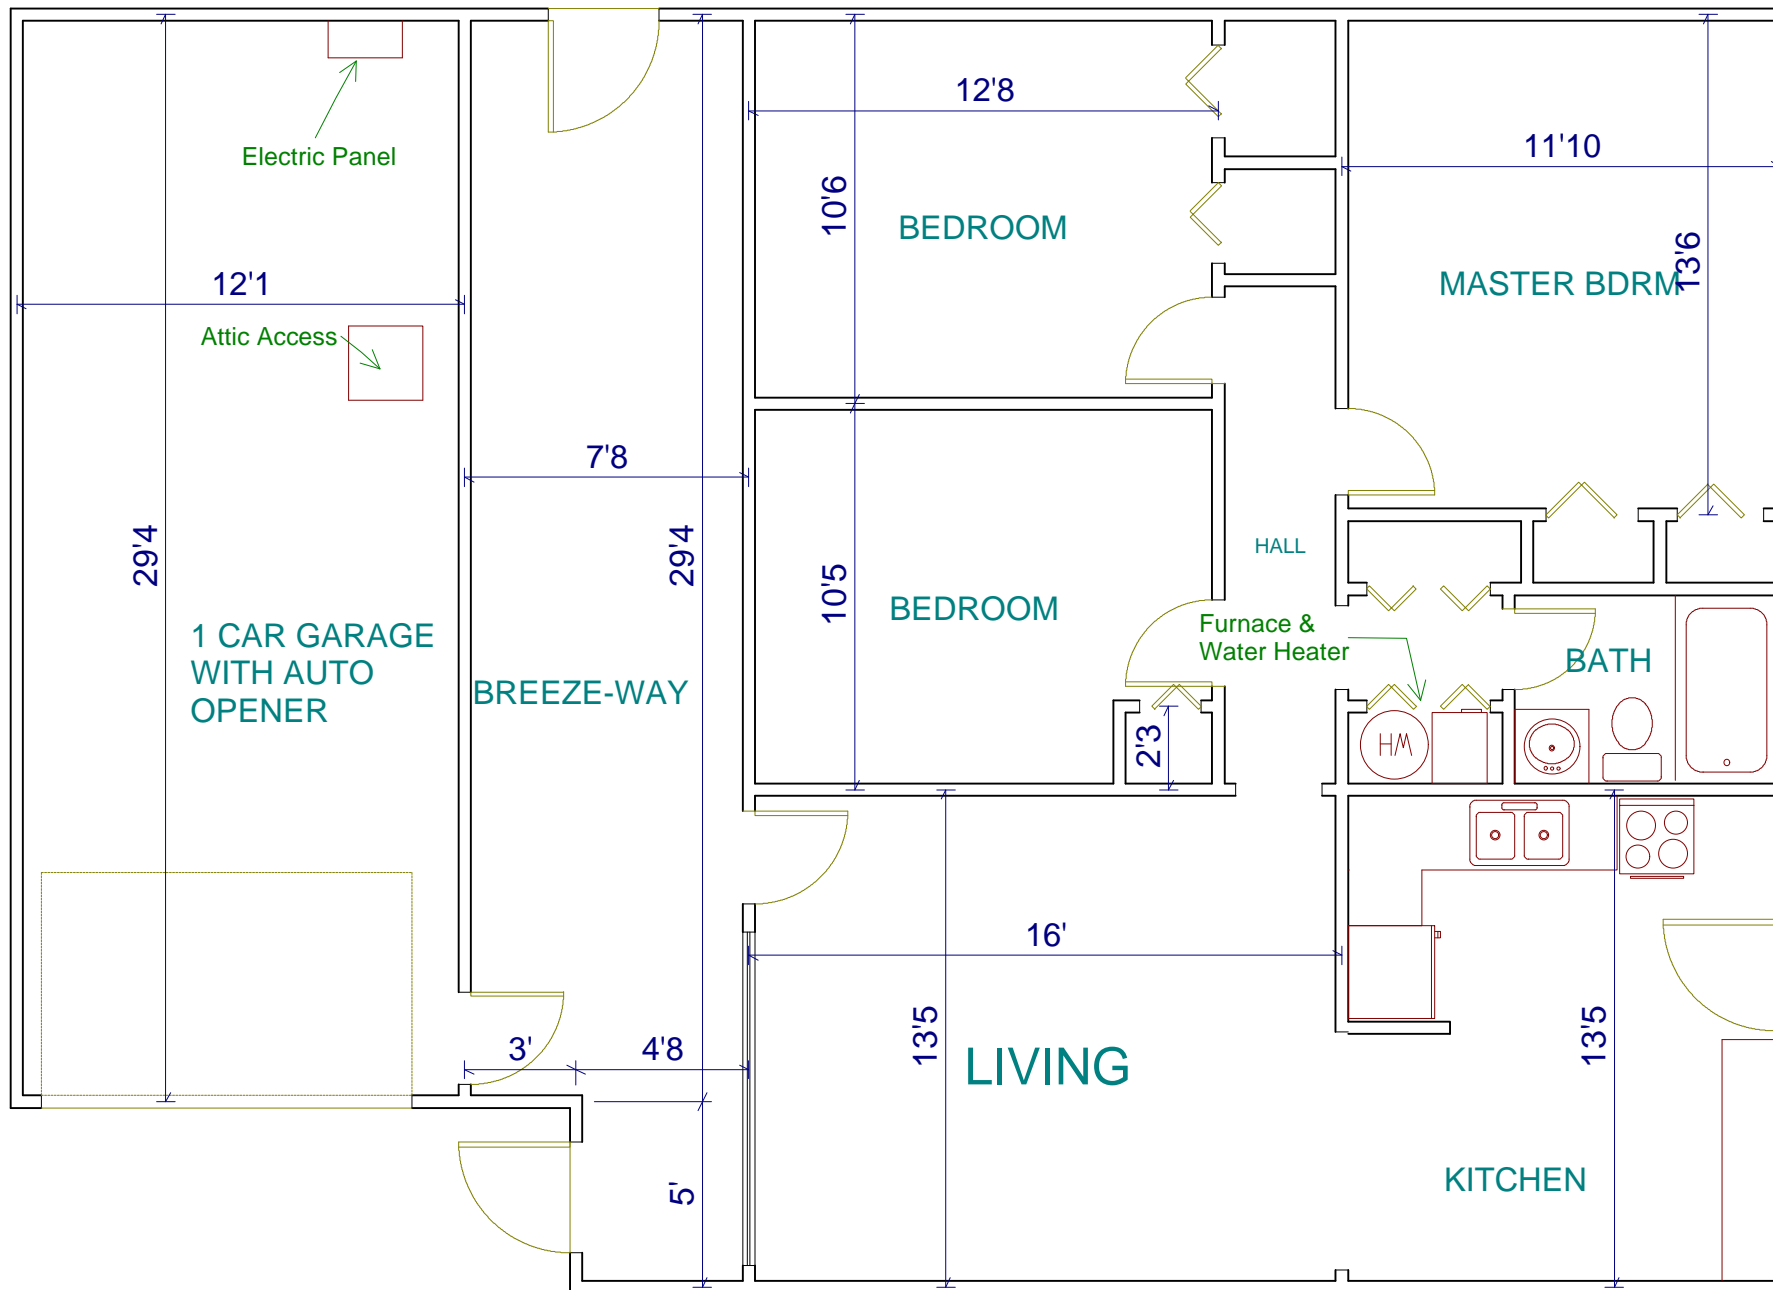 12'8
Electric Panel
11'10
10'6
BEDROOM
13'6
12'1
MASTER BDRM
Attic Access
7'8
29'4
29'4
HALL
10'5
BEDROOM
1 CAR GARAGE
WITH AUTO
OPENER
Furnace &
Water Heater
BATH
BREEZE-WAY
2'3
WH
16'
3'
4'8
13'5
LIVING
13'5
5'
KITCHEN